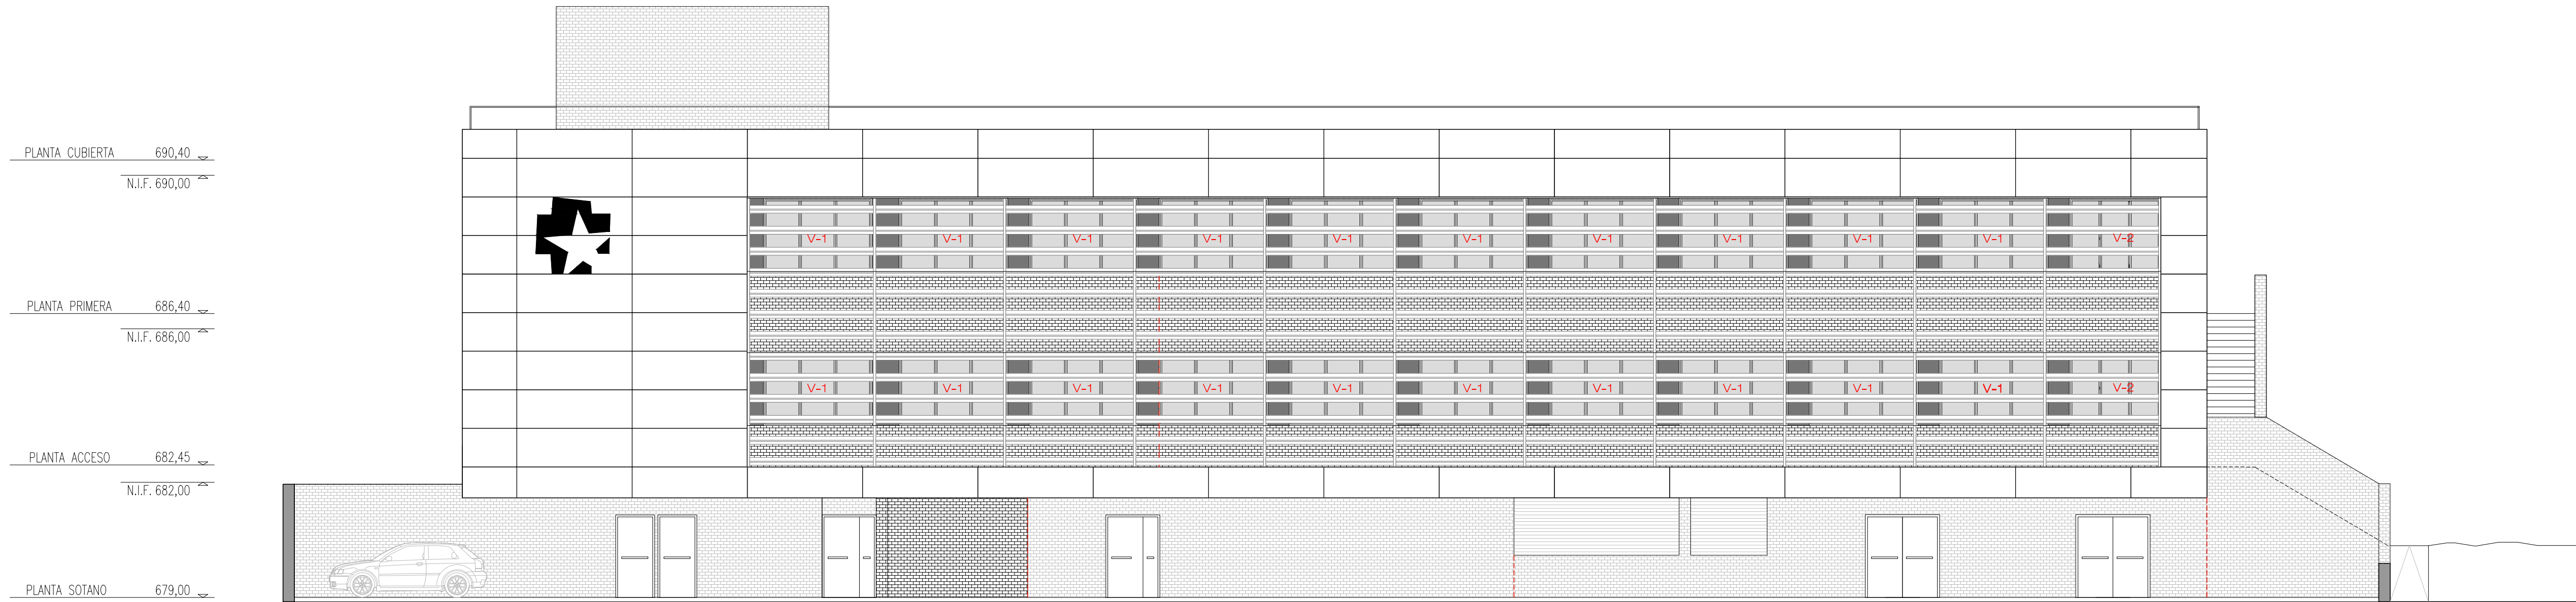 PLANTA CUBIERTA 690,40
N.I.F. 690,00
V-1 V-1 V-1 V-1 V-1 V-1 V-1 V-1 V-1 V-1 V-2
PLANTA PRIMERA 686,40
N.I.F. 686,00
V-1 V-1 V-1 V-1 V-1 V-1 V-1 V-1 V-1 V-1 V-2
PLANTA ACCESO 682,45
N.I.F. 682,00
PLANTA SOTANO 679,00